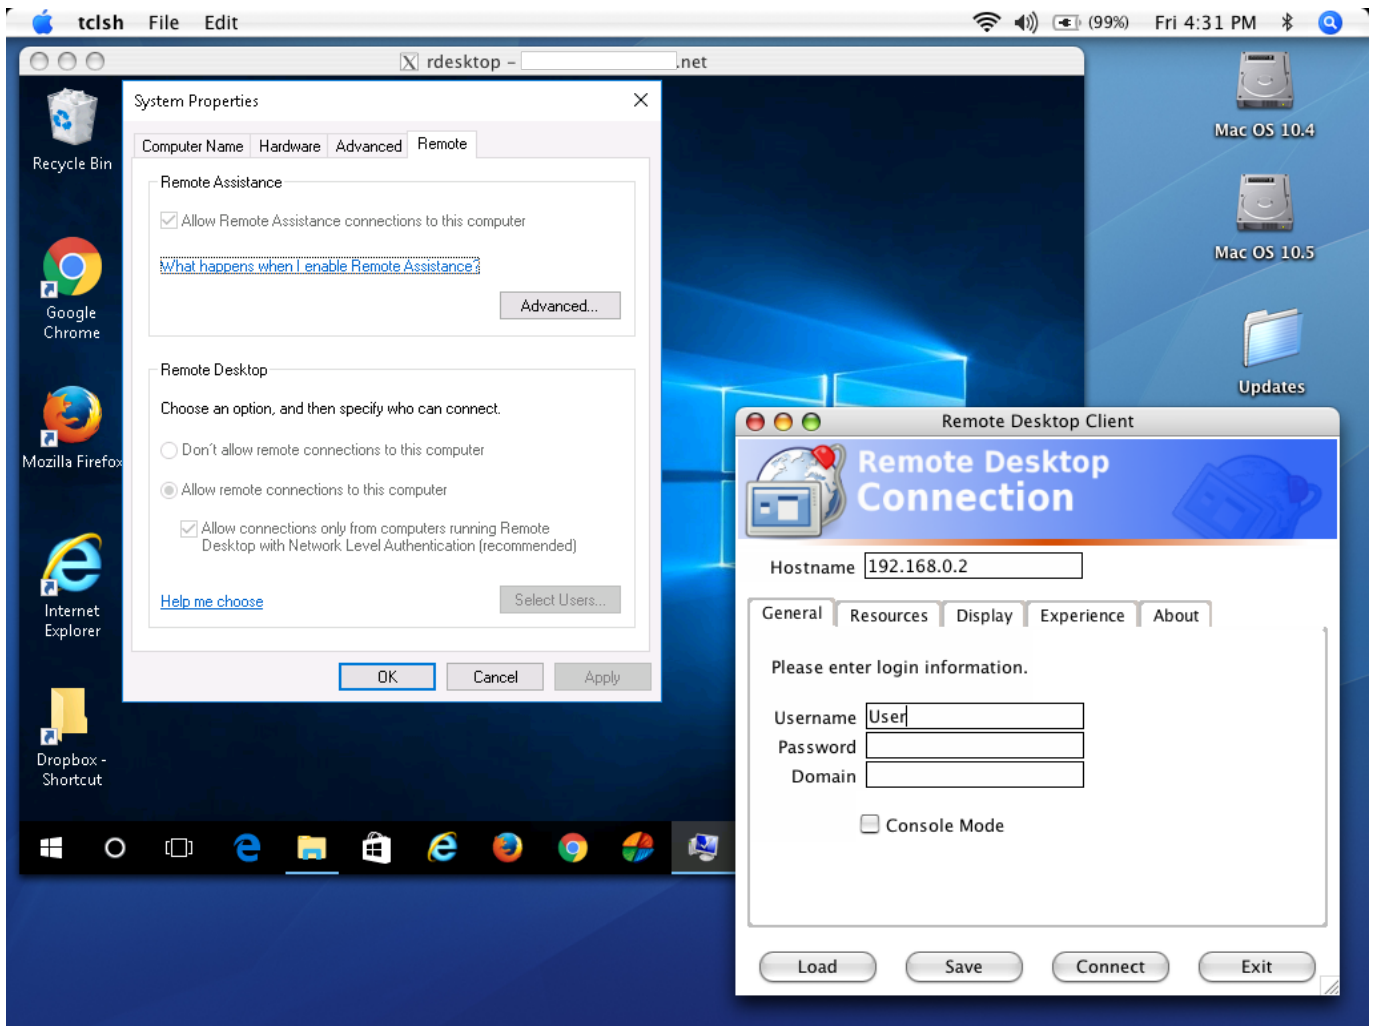 tclsh File Edit
(99%) Fri 4:31 PM
X rdesktop – .net
Recycle Bin
Google
Chrome
Mozilla Firefox
Internet
Explorer
Dropbox -
Shortcut
System Properties
Computer Name Hardware Advanced Remote
Remote Assistance
Allow Remote Assistance connections to this computer
What happens when I enable Remote Assistance?
Advanced...
Remote Desktop
Choose an option, and then specify who can connect.
Don't allow remote connections to this computer
Allow remote connections to this computer
Allow connections only from computers running Remote
Desktop with Network Level Authentication (recommended)
Help me choose
Select Users...
OK Cancel Apply
Mac OS 10.4
Mac OS 10.5
Updates
Remote Desktop Client
Remote Desktop
Connection
Hostname 192.168.0.2
General Resources Display Experience About
Please enter login information.
Username User
Password
Domain
Console Mode
Load Save Connect Exit